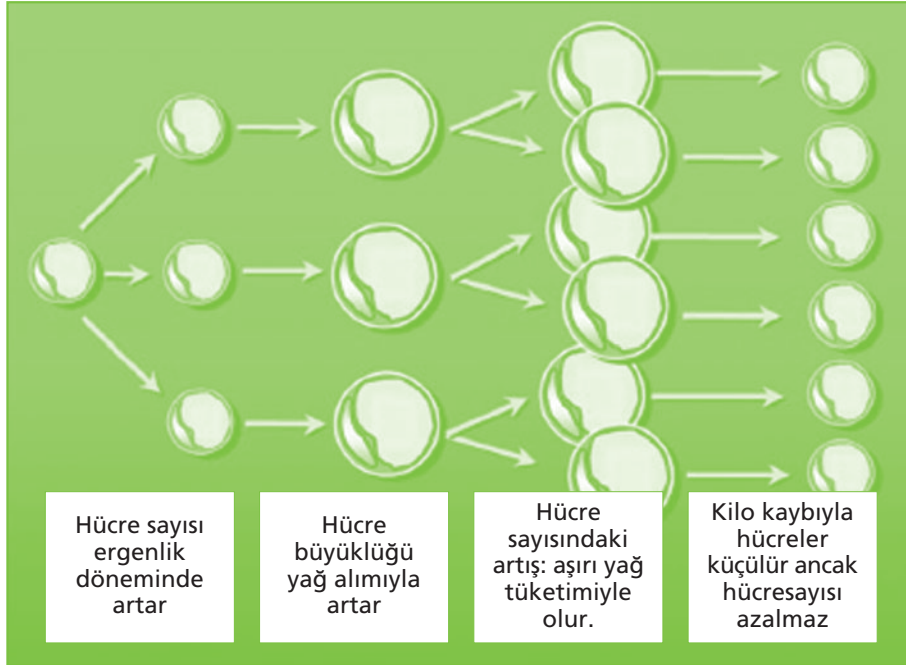 Hücre sayısı
ergenlik
döneminde
artar
Hücre
büyüklüğü
yağ alımıyla
artar
Hücre
sayısındaki
artış: aşırı yağ
tüketimiyle
olur.
Kilo kaybıyla
hücreler
küçülür ancak
hücresayısı
azalmaz